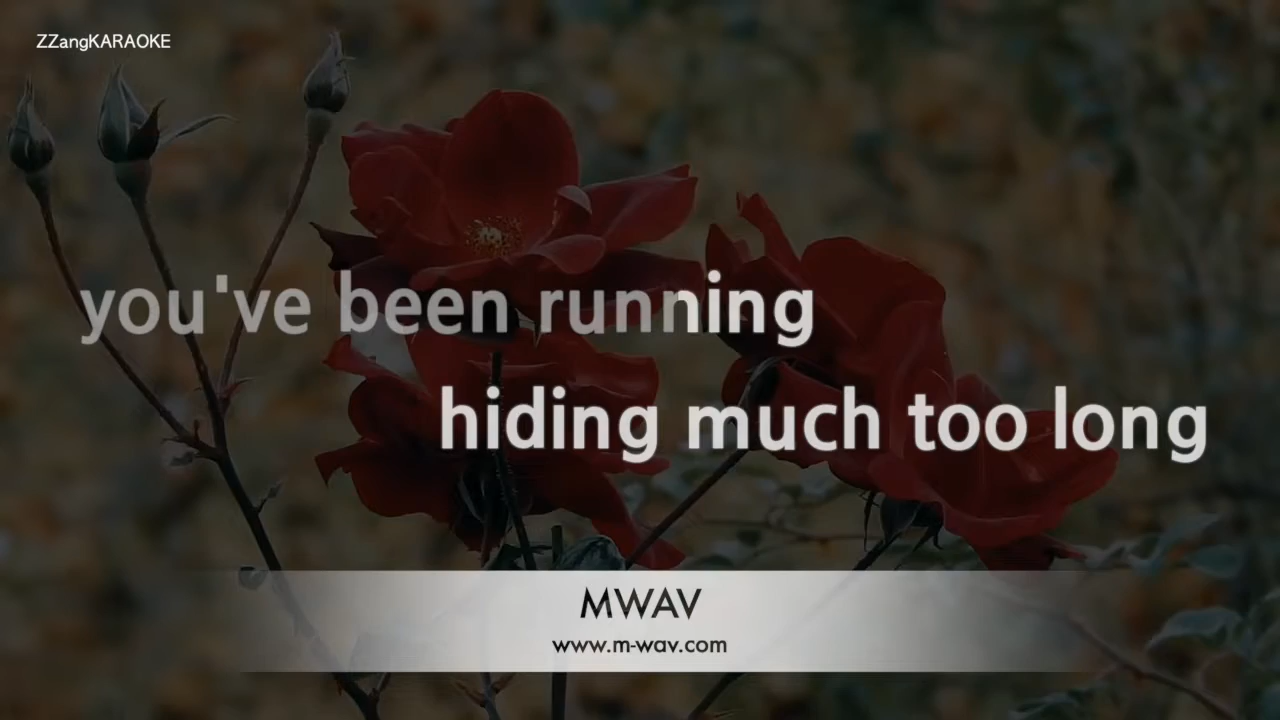 ZZangKARAOKE
you've been running
hiding much too long
MWAV
www.m-wav.com